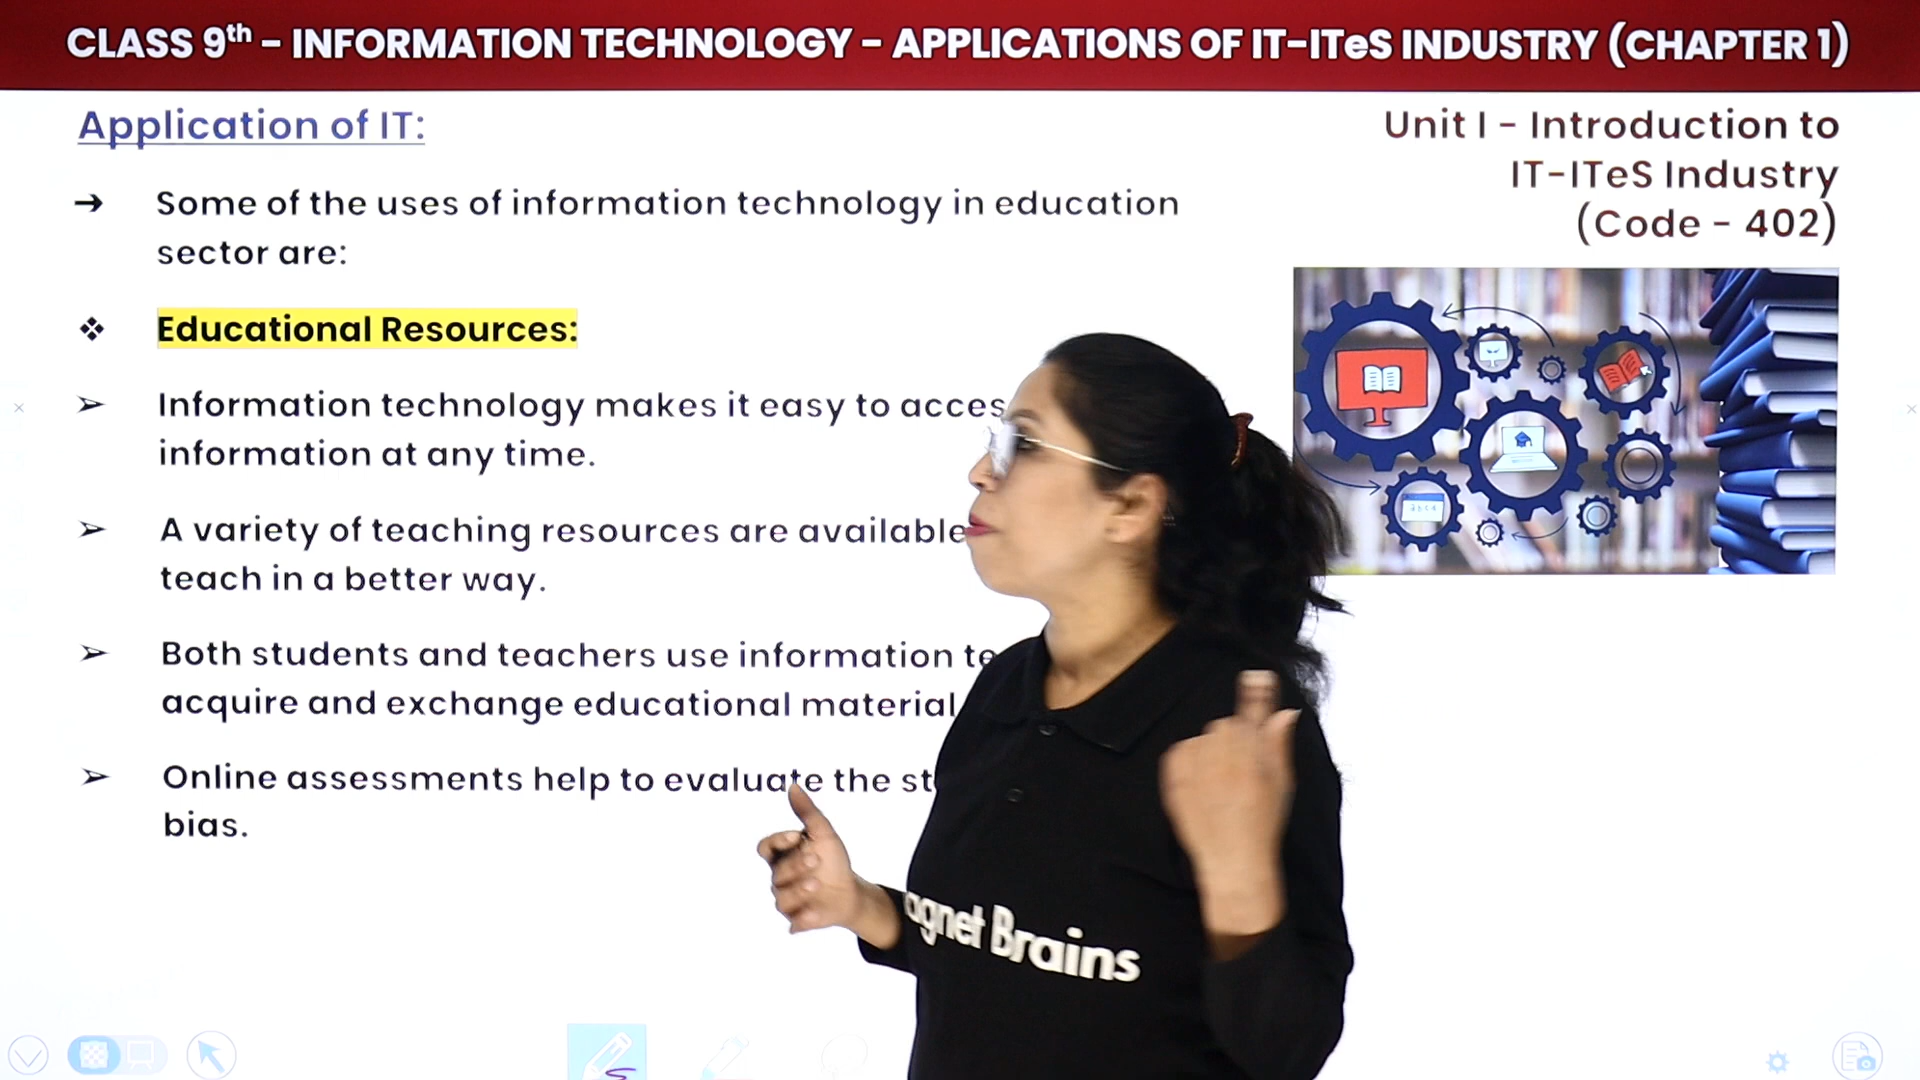 CLASS 9th – INFORMATION TECHNOLOGY – APPLICATIONS OF IT-ITeS INDUSTRY (CHAPTER 1)
Application of IT:
Unit I – Introduction to
IT-ITeS Industry
(Code – 402)
➔ Some of the uses of information technology in education
sector are:
❖ Educational Resources:
➢ Information technology makes it easy to
information at any time.
➢ A variety of teaching resources are available
teach in a better way.
➢ Both students and teachers use information
acquire and exchange educational material
➢ Online assessments help to evaluate the
bias.
Brains